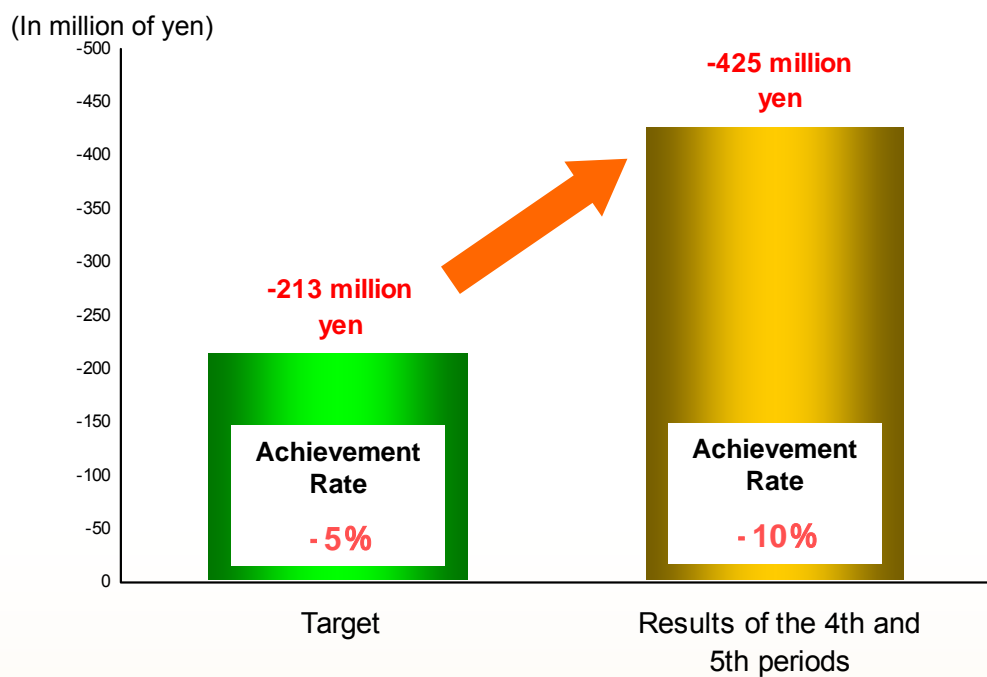 (In million of yen)
-500
-450
-400
-350
-300
-250
-200
-150
-100
-50
0
-425 million
yen
-213 million
yen
Achievement
Rate
- 5%
Achievement
Rate
- 10%
Target
Results of the 4th and
5th periods